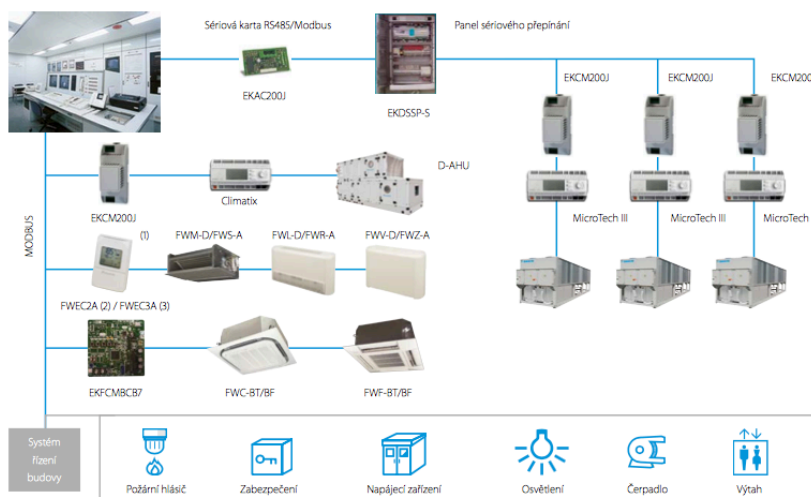 Sériová karta RS485/Modbus
Panel sériového přepínání
EKAC200J
EKDSSP-S
EKCM200J
EKCM200J
EKCM200
D-AHU
EKCM200J
Climatix
MicroTech III
MicroTech III
MicroTech
MODBUS
(1)
FWM-D/FWS-A
FWL-D/FWR-A
FWV-D/FWZ-A
FWEC2A (2) / FWEC3A (3)
EKFCMBCB7
FWC-BT/BF
FWF-BT/BF
Systém
řízení
budovy
Požární hlásič
Zabezpečení
Napájecí zařízení
Osvětlení
Čerpadlo
Výtah